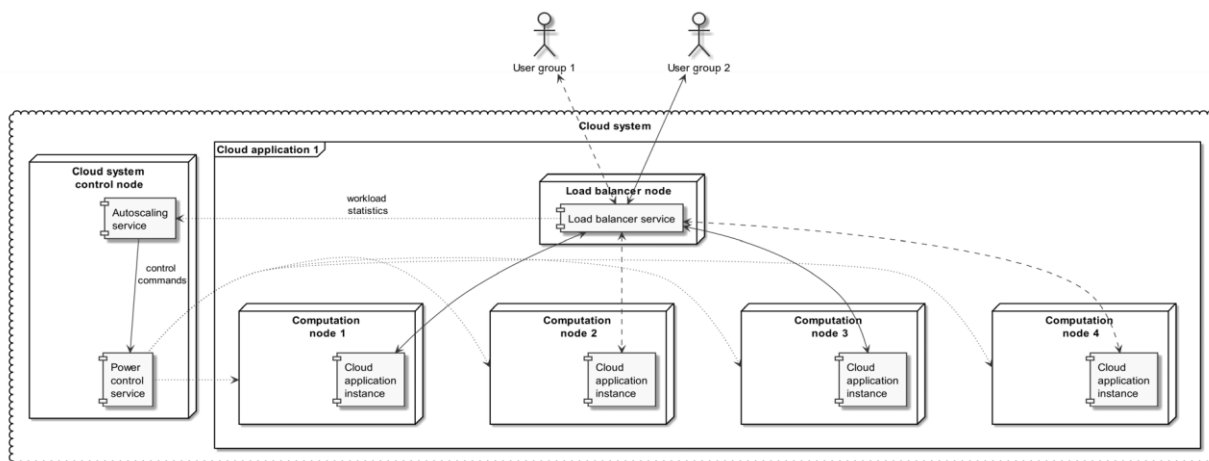 User group 1
User group 2
Cloud system
Cloud application 1
Cloud system
control node
Load balancer node
Autoscaling
service
workload
statistics
Load balancer service
control
commands
Computation
node 1
Computation
node 2
Computation
node 3
Computation
node 4
Power
control
service
Cloud
application
instance
Cloud
application
instance
Cloud
application
instance
Cloud
application
instance